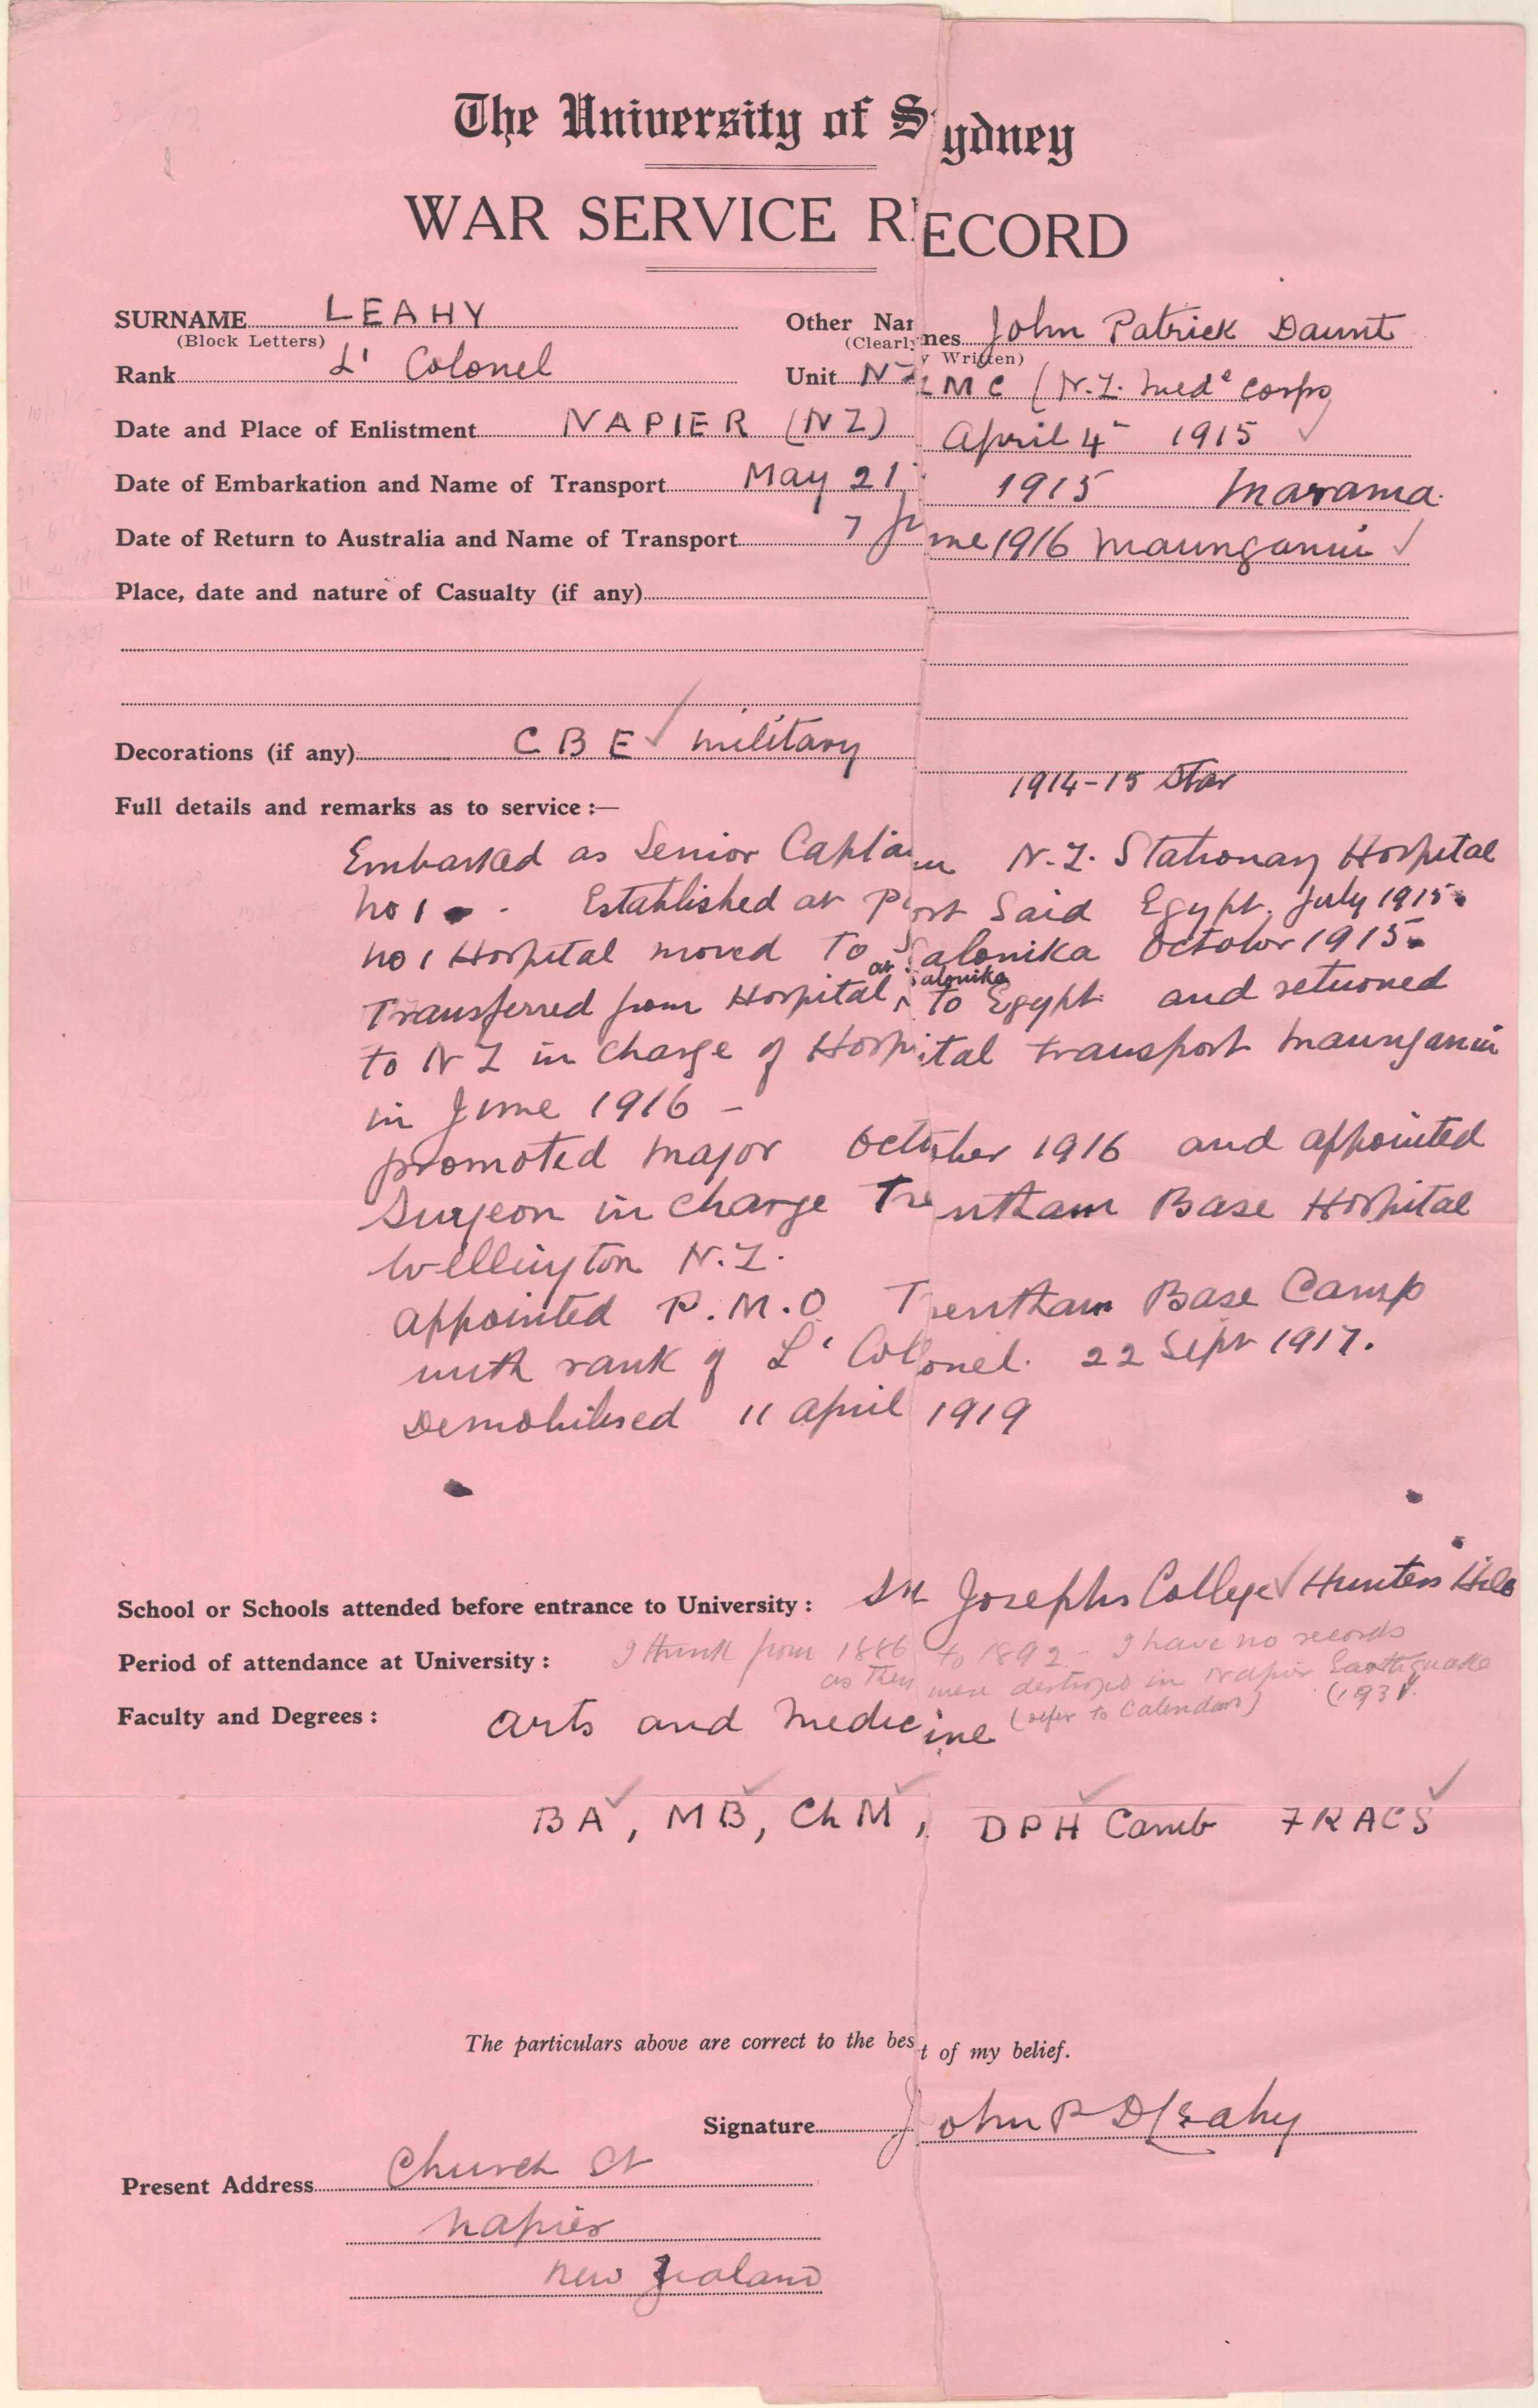 The University of Sydney
WAR SERVICE RECORD
SURNAME LEAHY Other Names John Patrick Daunt
(Block Letters) (Clearly Written)
Rank Lt Colonel Unit NZMC (N.Z. Medl Corps
Date and Place of Enlistment NAPIER (NZ) April 4th 1915
Date of Embarkation and Name of Transport May 21, 1915 Marama
Date of Return to Australia and Name of Transport 7 June 1916 Maunganui
Place, date and nature of Casualty (if any)
Decorations (if any) CBE military
1914-15 Star
Full details and remarks as to service:—
Embarked as Senior Captain N.Z. Stationary Hospital
No 1 . Established at Port Said Egypt. July 1915.
No 1 Hospital moved to Salonika October 1915.
at Salonika
Transferred from Hospital ^ to Egypt and returned
to NZ in charge of Hospital transport Maunganui
in June 1916 -
promoted Major October 1916 and appointed
Surgeon in charge Trentham Base Hospital
Wellington N.Z.
appointed P.M.O Trentham Base Camp
with rank of Lt Colonel. 22 Sept 1917.
Demobilised 11 April 1919
School or Schools attended before entrance to University: St Josephs College Hunters Hill
Period of attendance at University: I think from 1886 to 1892 - I have no records
as they were destroyed in Napier Earthquake
(refer to Calendars) (1931.
Faculty and Degrees: Arts and Medicine
BA, MB, ChM, DPH Camb FRACS
The particulars above are correct to the best of my belief.
Signature John P D Leahy
Present Address Church St
Napier
New Zealand